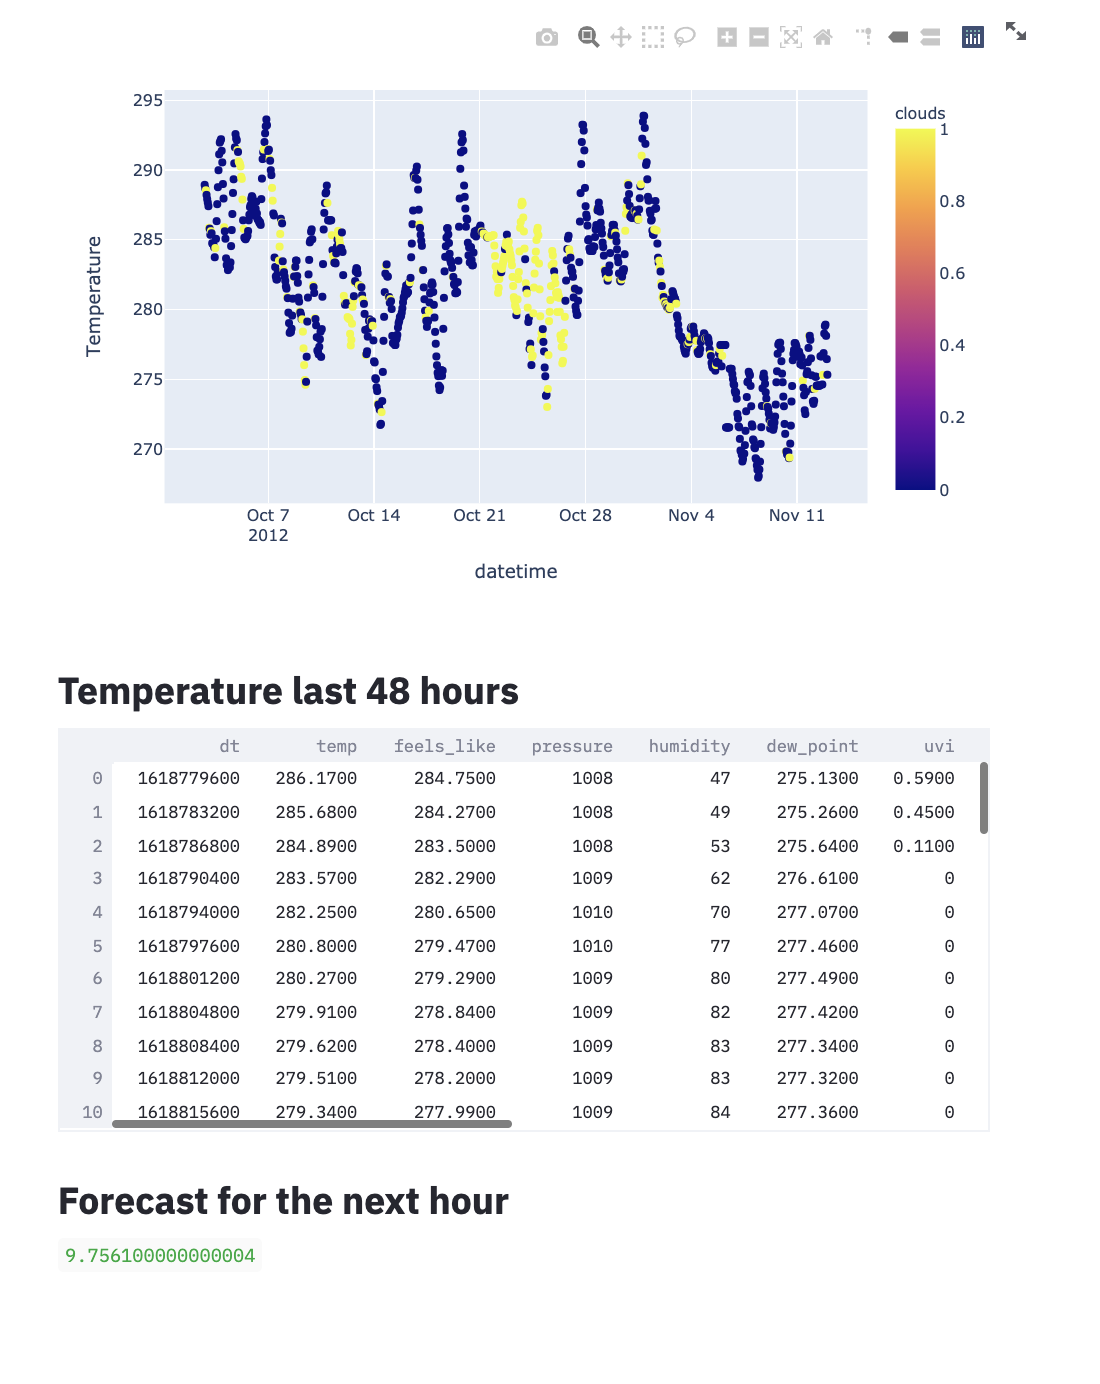 295
290
285
280
275
270
Temperature
Oct 7
2012
Oct 14
Oct 21
Oct 28
Nov 4
Nov 11
datetime
clouds
1
0.8
0.6
0.4
0.2
0
Temperature last 48 hours
dt temp feels_like pressure humidity dew_point uvi
0 1618779600 286.1700 284.7500 1008 47 275.1300 0.5900
1 1618783200 285.6800 284.2700 1008 49 275.2600 0.4500
2 1618786800 284.8900 283.5000 1008 53 275.6400 0.1100
3 1618790400 283.5700 282.2900 1009 62 276.6100 0
4 1618794000 282.2500 280.6500 1010 70 277.0700 0
5 1618797600 280.8000 279.4700 1010 77 277.4600 0
6 1618801200 280.2700 279.2900 1009 80 277.4900 0
7 1618804800 279.9100 278.8400 1009 82 277.4200 0
8 1618808400 279.6200 278.4000 1009 83 277.3400 0
9 1618812000 279.5100 278.2000 1009 83 277.3200 0
10 1618815600 279.3400 277.9900 1009 84 277.3600 0
Forecast for the next hour
9.756100000000004